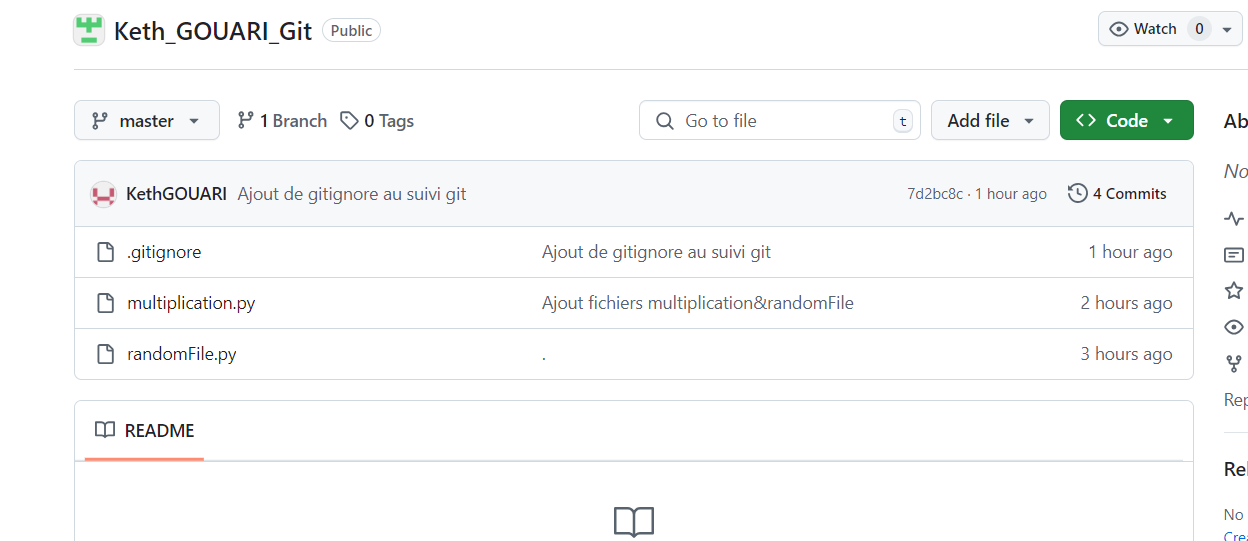 Keth_GOUARI_Git Public Watch 0
master 1 Branch 0 Tags Go to file t Add file Code
Ab
No
KethGOUARI Ajout de gitignore au suivi git 7d2bc8c · 1 hour ago 4 Commits
.gitignore Ajout de gitignore au suivi git 1 hour ago
multiplication.py Ajout fichiers multiplication&randomFile 2 hours ago
randomFile.py . 3 hours ago
Rep
README
Rel
No
Crea